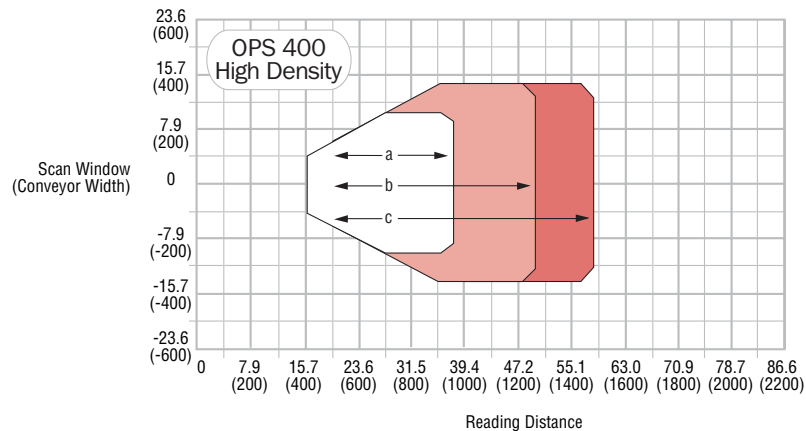 23.6
(600)
OPS 400
High Density
15.7
(400)
7.9
(200)
a
Scan Window
(Conveyor Width)
0
b
c
-7.9
(-200)
-15.7
(-400)
-23.6
(-600)
0 7.9 15.7 23.6 31.5 39.4 47.2 55.1 63.0 70.9 78.7 86.6
(200) (400) (600) (800) (1000) (1200) (1400) (1600) (1800) (2000) (2200)
Reading Distance